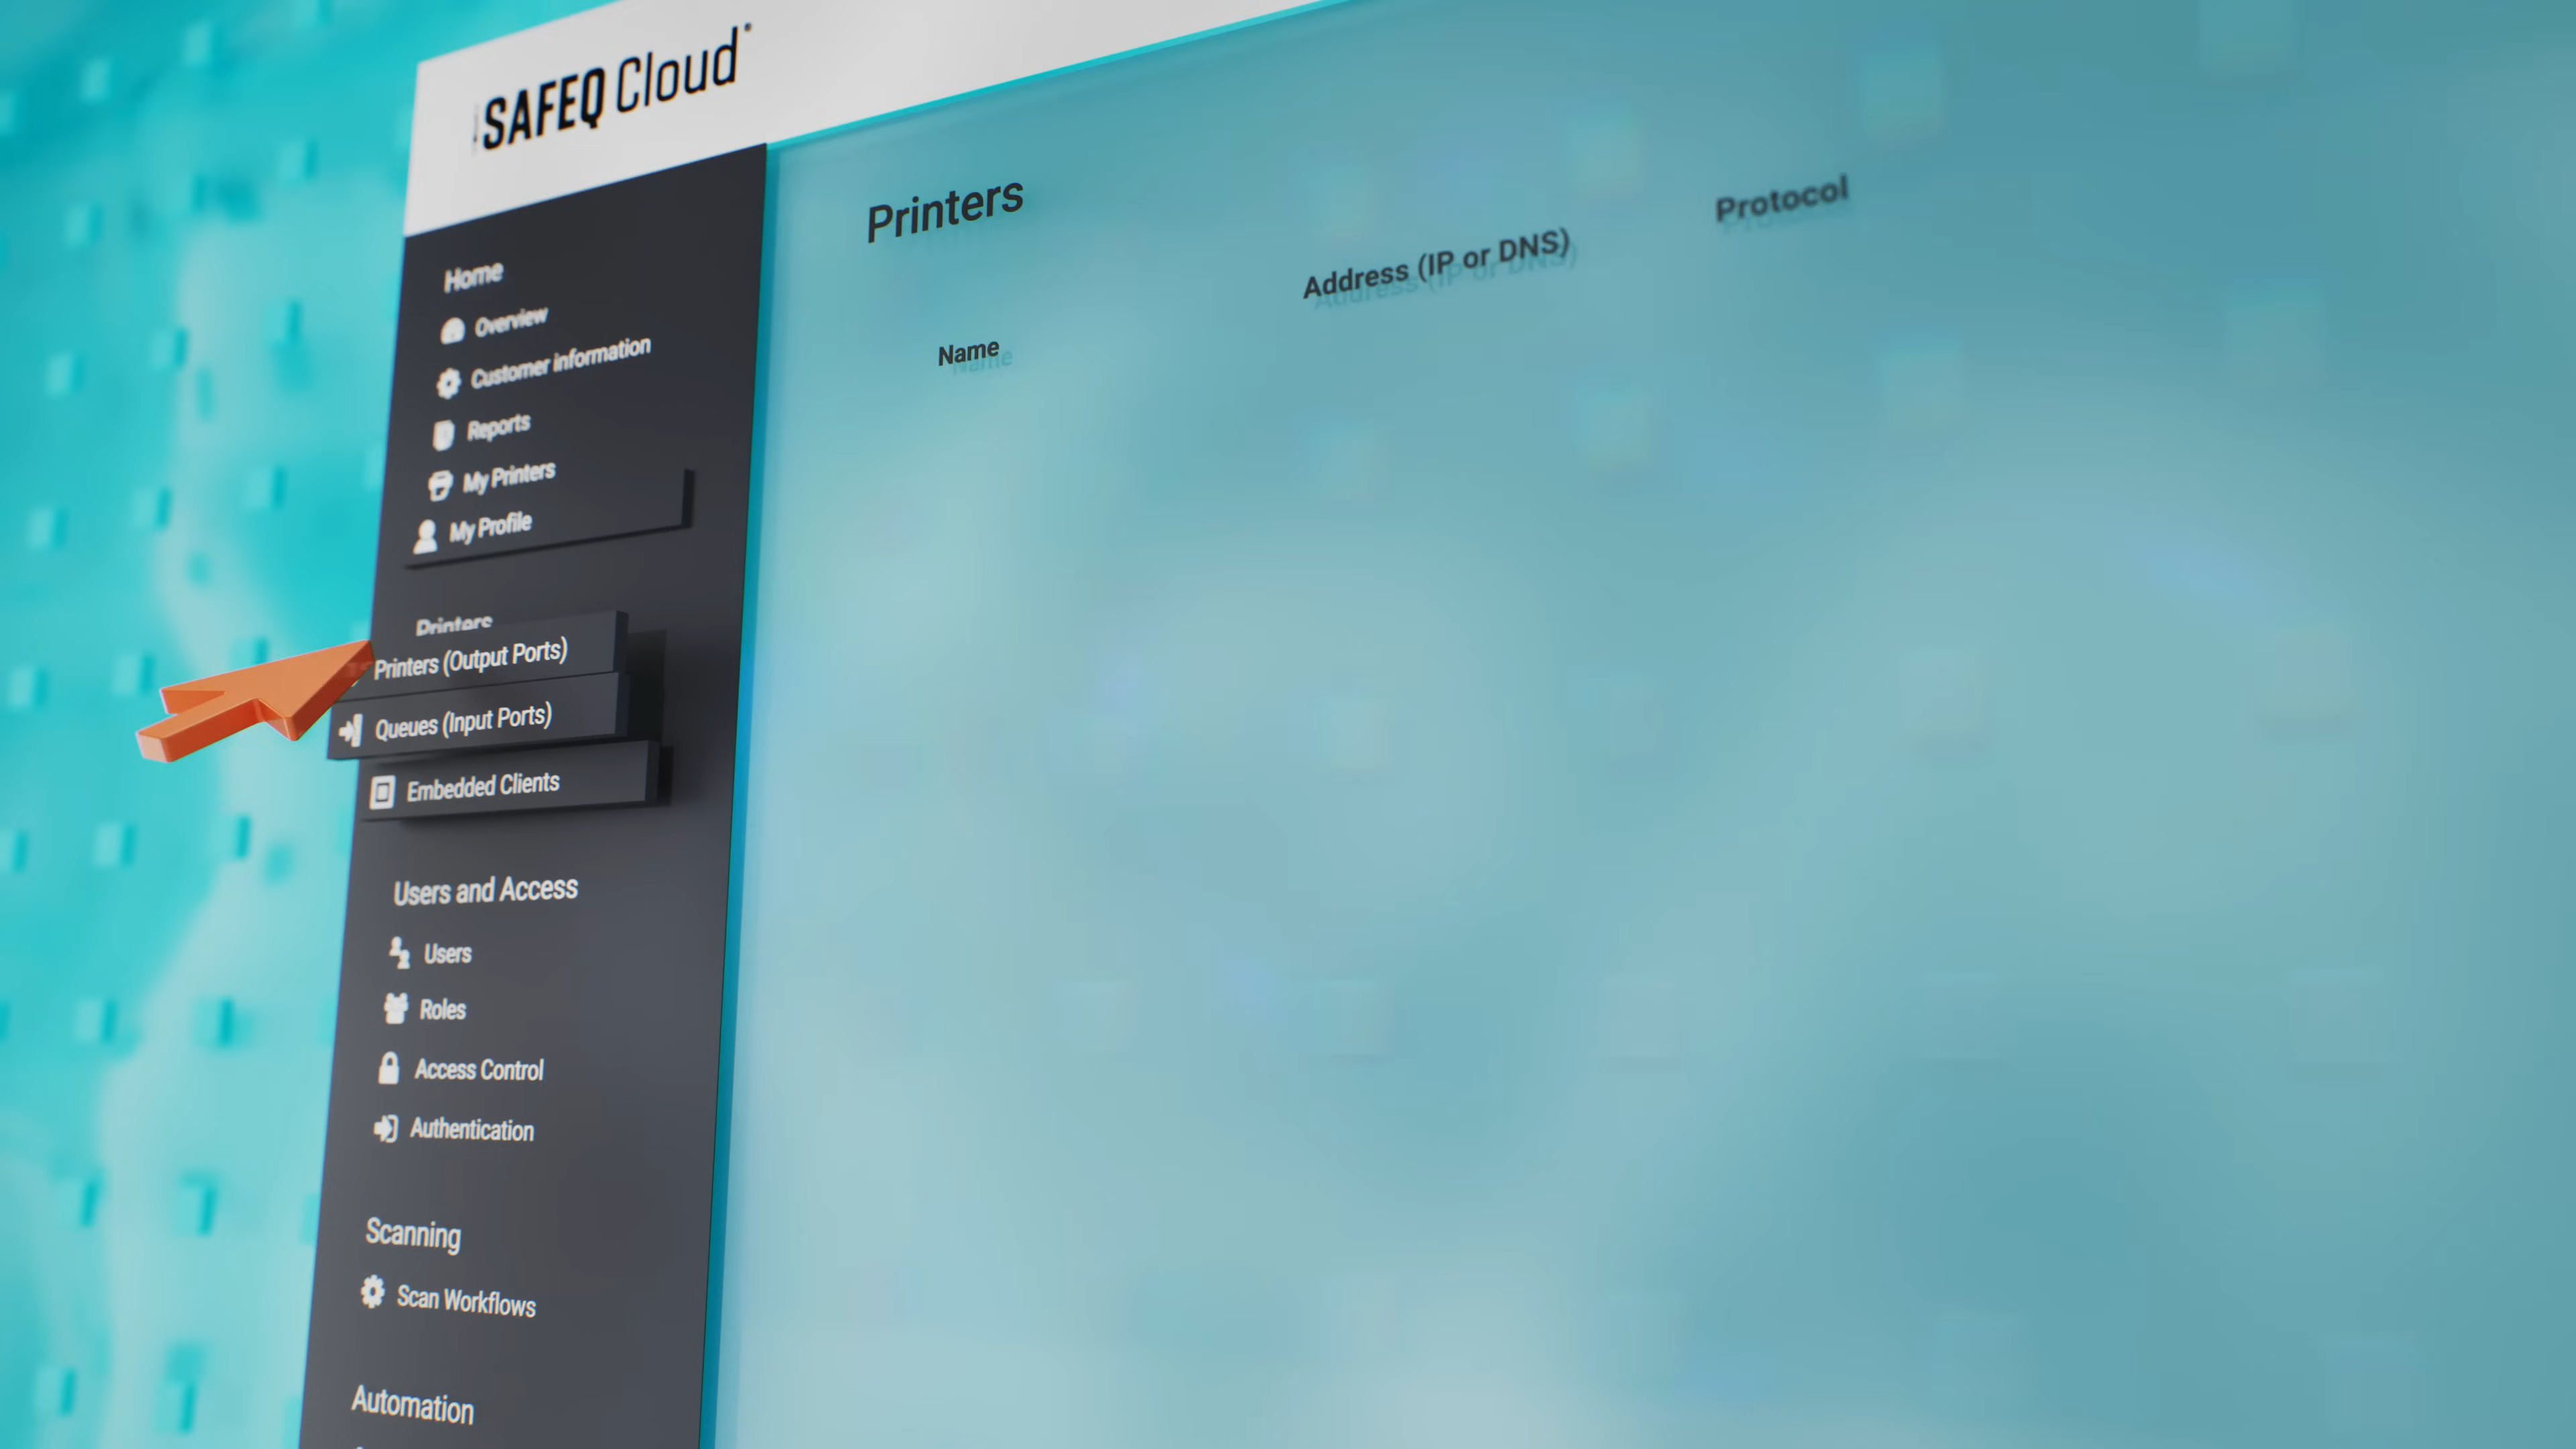 SAFEQ Cloud
Home
Overview
Customer information
Reports
My Printers
My Profile
Printers
Printers (Output Ports)
Queues (Input Ports)
Embedded Clients
Users and Access
Users
Roles
Access Control
Authentication
Scanning
Scan Workflows
Automation
Printers
Name
Address (IP or DNS)
Protocol